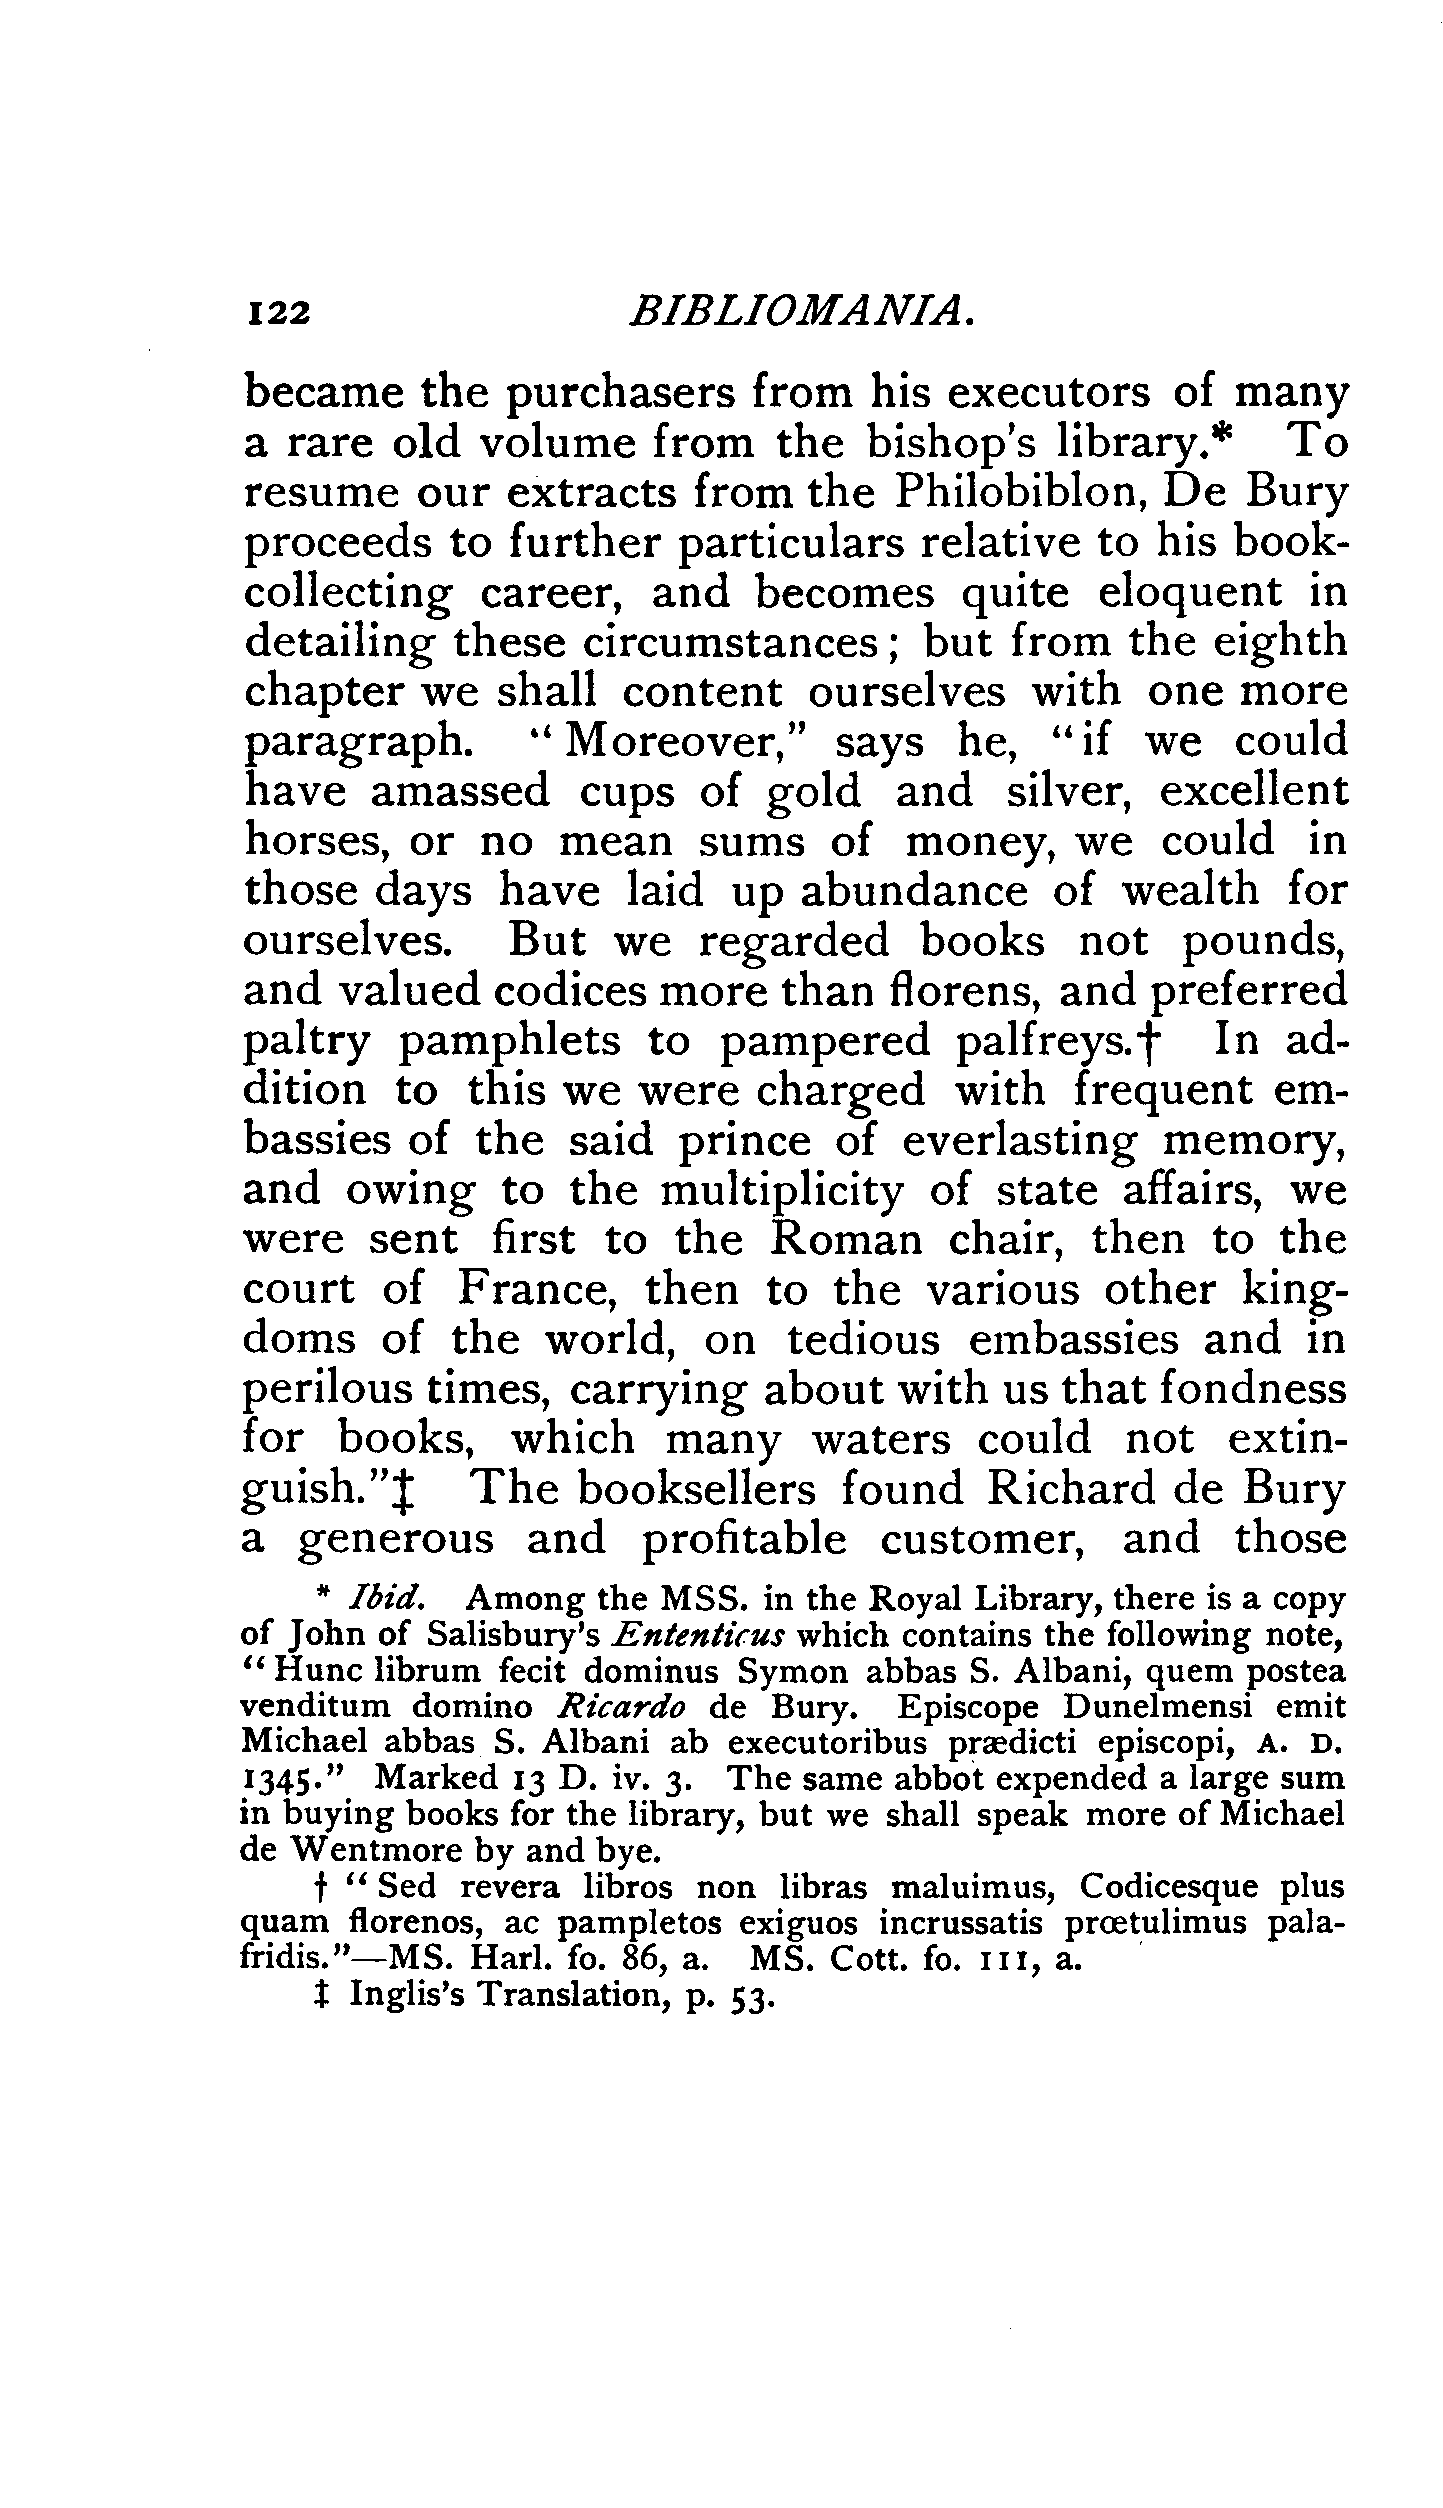 122 BIBLIOMANIA.
became the purchasers from his executors of many
a rare old volume from the bishop's library.* To
resume our extracts from the Philobiblon, De Bury
proceeds to further particulars relative to his book-
collecting career, and becomes quite eloquent in
detailing these circumstances; but from the eighth
chapter we shall content ourselves with one more
paragraph. "Moreover," says he, "if we could
have amassed cups of gold and silver, excellent
horses, or no mean sums of money, we could in
those days have laid up abundance of wealth for
ourselves. But we regarded books not pounds,
and valued codices more than florens, and preferred
paltry pamphlets to pampered palfreys.† In ad-
dition to this we were charged with frequent em-
bassies of the said prince of everlasting memory,
and owing to the multiplicity of state affairs, we
were sent first to the Roman chair, then to the
court of France, then to the various other king-
doms of the world, on tedious embassies and in
perilous times, carrying about with us that fondness
for books, which many waters could not extin-
guish."‡ The booksellers found Richard de Bury
a generous and profitable customer, and those
* Ibid. Among the MSS. in the Royal Library, there is a copy
of John of Salisbury's Ententicus which contains the following note,
"Hunc librum fecit dominus Symon abbas S. Albani, quem postea
venditum domino Ricardo de Bury. Episcope Dunelmensi emit
Michael abbas S. Albani ab executoribus prædicti episcopi, A. D.
1345." Marked 13 D. iv. 3. The same abbot expended a large sum
in buying books for the library, but we shall speak more of Michael
de Wentmore by and bye.
† "Sed revera libros non libras maluimus, Codicesque plus
quam florenos, ac pampletos exiguos incrussatis prœtulimus pala-
fridis."—MS. Harl. fo. 86, a. MS. Cott. fo. 111, a.
‡ Inglis's Translation, p. 53.